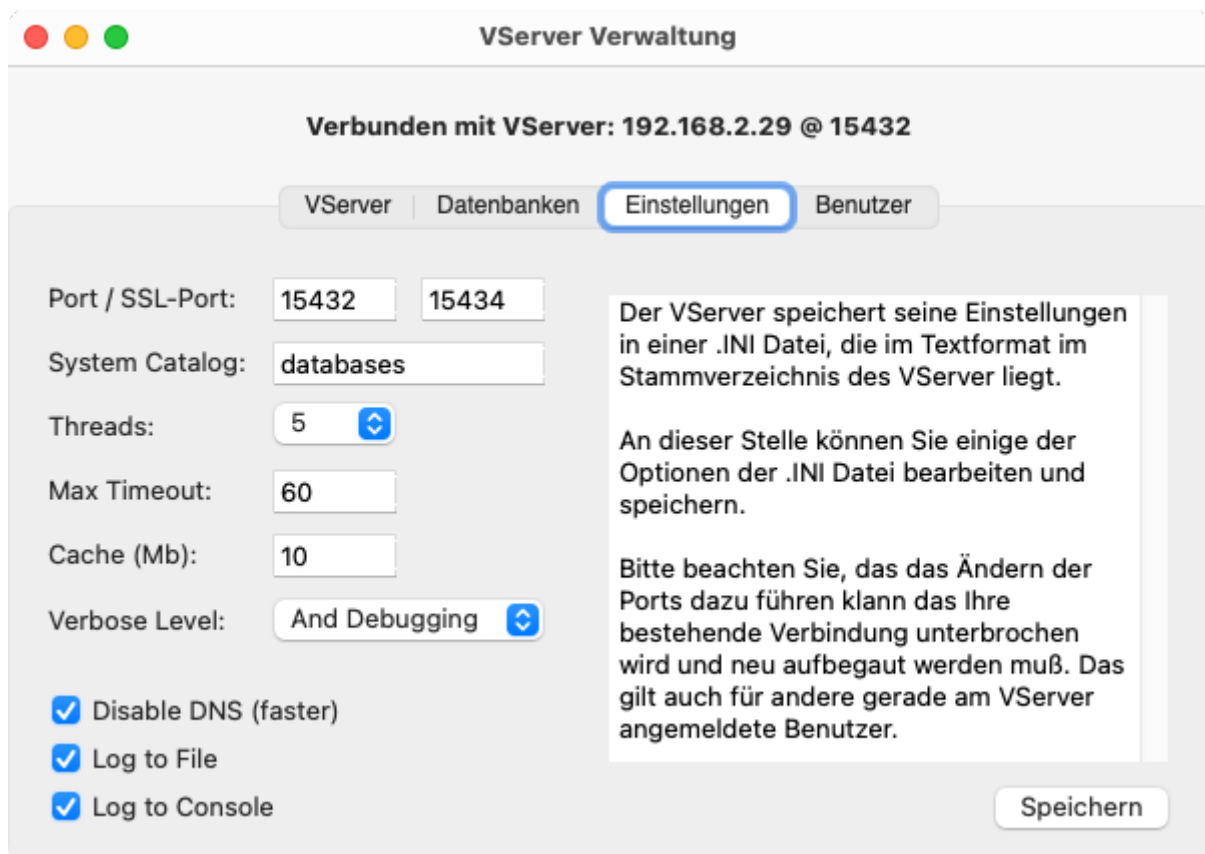 VServer Verwaltung
Verbunden mit VServer: 192.168.2.29 @ 15432
VServer Datenbanken Einstellungen Benutzer
Port / SSL-Port: 15432 15434
System Catalog: databases
Threads: 5
Max Timeout: 60
Cache (Mb): 10
Verbose Level: And Debugging
Disable DNS (faster)
Log to File
Log to Console
Der VServer speichert seine Einstellungen
in einer .INI Datei, die im Textformat im
Stammverzeichnis des VServer liegt.
An dieser Stelle können Sie einige der
Optionen der .INI Datei bearbeiten und
speichern.
Bitte beachten Sie, das das Ändern der
Ports dazu führen klann das Ihre
bestehende Verbindung unterbrochen
wird und neu aufbegaut werden muß. Das
gilt auch für andere gerade am VServer
angemeldete Benutzer.
Speichern